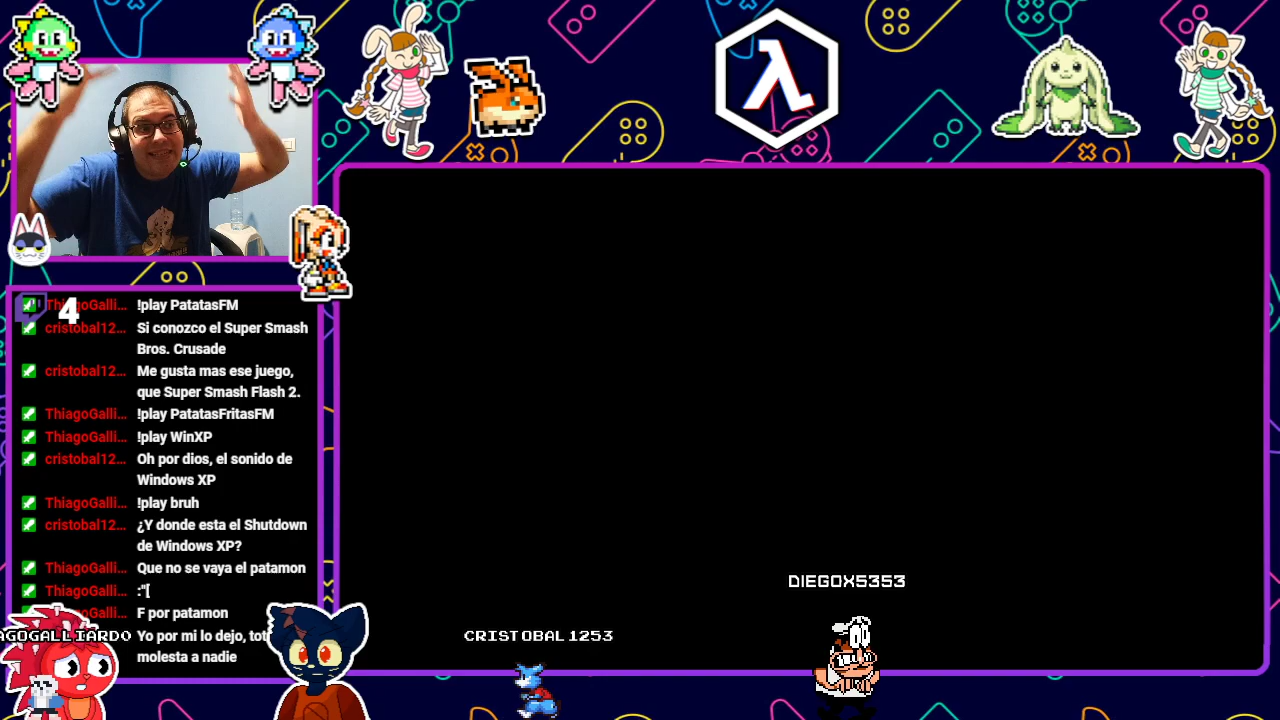 4
ThiagoGalli... !play PatatasFM
cristobal12... Si conozco el Super Smash
Bros. Crusade
cristobal12... Me gusta mas ese juego,
que Super Smash Flash 2.
ThiagoGalli... !play PatatasFritasFM
ThiagoGalli... !play WinXP
cristobal12... Oh por dios, el sonido de
Windows XP
ThiagoGalli... !play bruh
cristobal12... ¿Y donde esta el Shutdown
de Windows XP?
ThiagoGalli... Que no se vaya el patamon
ThiagoGalli... :"[
F por patamon
Yo por mi lo dejo,
molesta a nadie
AGOGALLIARDO
CRISTOBAL1253
DIEGOX5353
λ